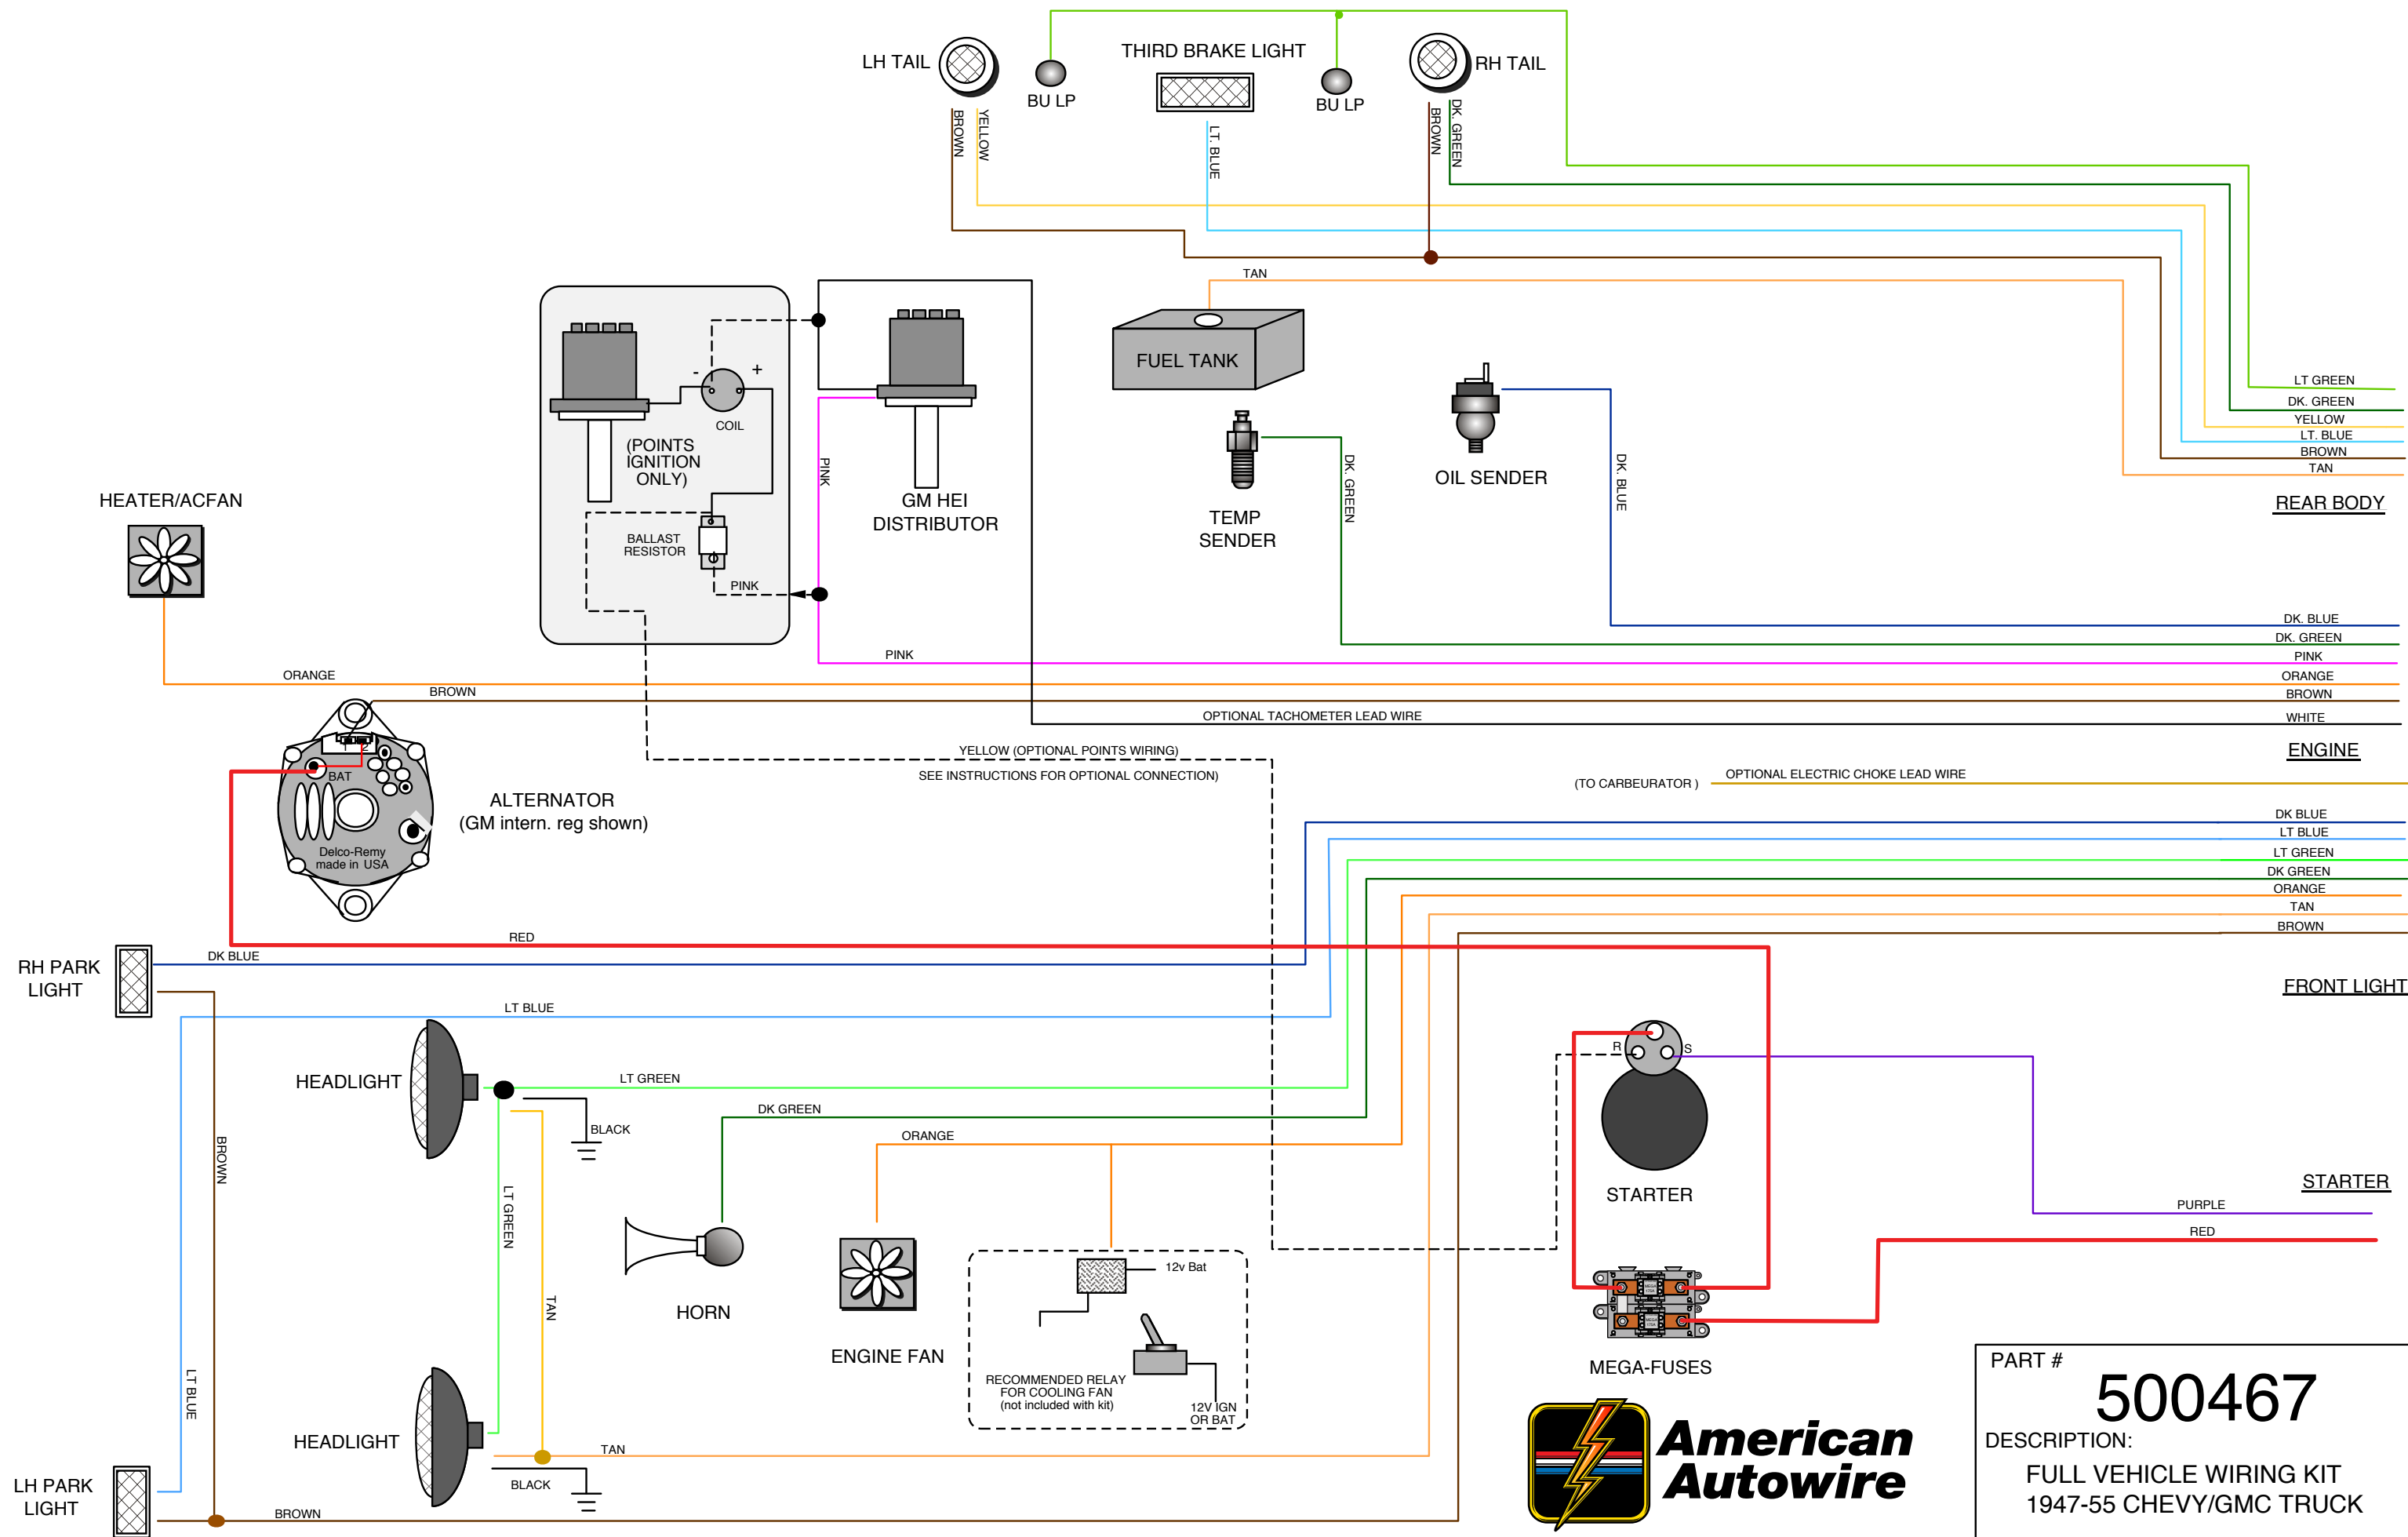 LH TAIL
BU LP
THIRD BRAKE LIGHT
BU LP
RH TAIL
BROWN
YELLOW
LT. BLUE
BROWN
DK. GREEN
TAN
FUEL TANK
- +
COIL
(POINTS
IGNITION
ONLY)
BALLAST
RESISTOR
PINK
PINK
GM HEI
DISTRIBUTOR
TEMP
SENDER
DK. GREEN
OIL SENDER
DK. BLUE
LT GREEN
DK. GREEN
YELLOW
LT. BLUE
BROWN
TAN
REAR BODY
HEATER/ACFAN
ORANGE
BROWN
PINK
OPTIONAL TACHOMETER LEAD WIRE
DK. BLUE
DK. GREEN
PINK
ORANGE
BROWN
WHITE
ENGINE
YELLOW (OPTIONAL POINTS WIRING)
SEE INSTRUCTIONS FOR OPTIONAL CONNECTION)
(TO CARBEURATOR )
OPTIONAL ELECTRIC CHOKE LEAD WIRE
1 2
BAT
Delco-Remy
made in USA
ALTERNATOR
(GM intern. reg shown)
DK BLUE
LT BLUE
LT GREEN
DK GREEN
ORANGE
TAN
BROWN
FRONT LIGHT
RED
RH PARK
LIGHT
DK BLUE
LT BLUE
BROWN
HEADLIGHT
LT GREEN
BLACK
DK GREEN
ORANGE
LT GREEN
TAN
HORN
ENGINE FAN
12v Bat
RECOMMENDED RELAY
FOR COOLING FAN
(not included with kit)
12V IGN
OR BAT
R S
STARTER
STARTER
PURPLE
RED
MEGA-FUSES
HEADLIGHT
TAN
BLACK
LT BLUE
LH PARK
LIGHT
BROWN
American
Autowire
PART #
500467
DESCRIPTION:
FULL VEHICLE WIRING KIT
1947-55 CHEVY/GMC TRUCK